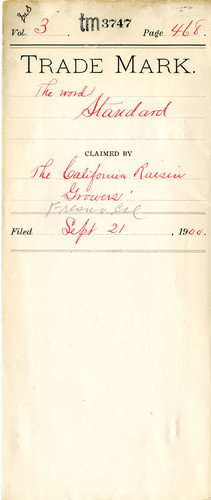 Ind
tm3747
Vol. 3. Page 468.
TRADE MARK.
The word
Standard
CLAIMED BY
The California Raisin
Growers'
Fresno, Cal
Filed Sept 21, 1900.